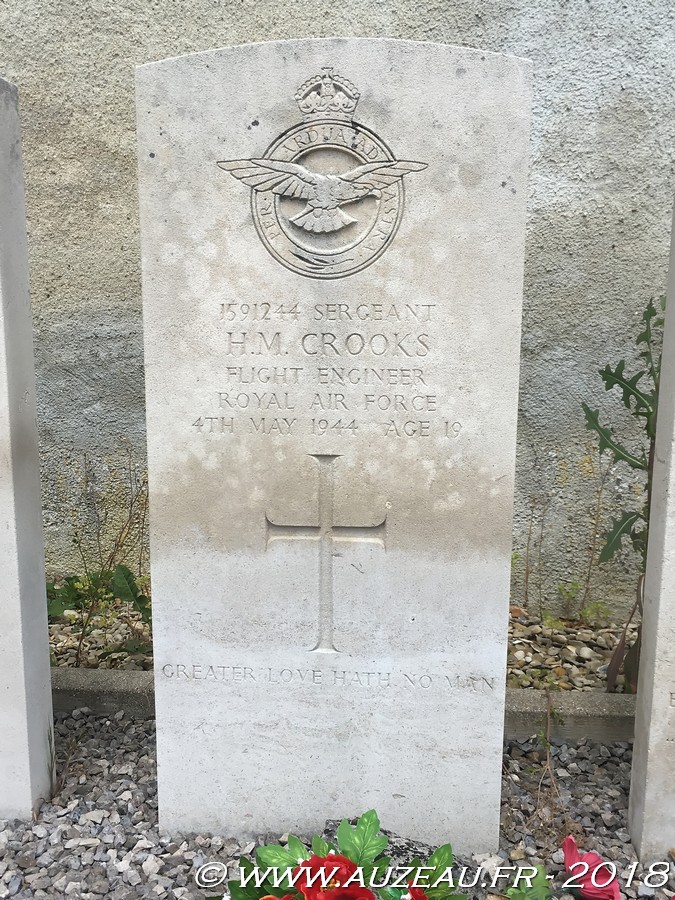 PER ARDUA AD ASTRA
1591244 SERGEANT
H.M. CROOKS
FLIGHT ENGINEER
ROYAL AIR FORCE
4TH MAY 1944 AGE 19
GREATER LOVE HATH NO MAN
© WWW.AUZEAU.FR - 2018